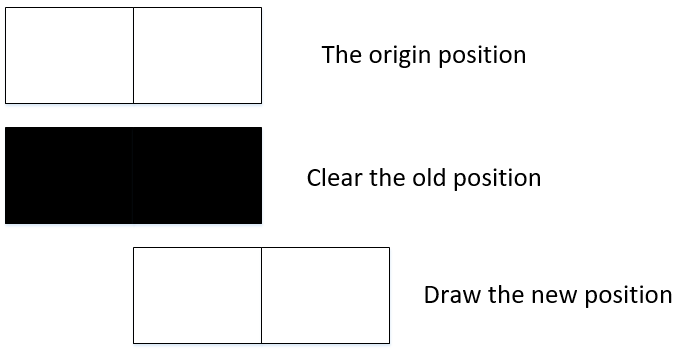 The origin position
Clear the old position
Draw the new position